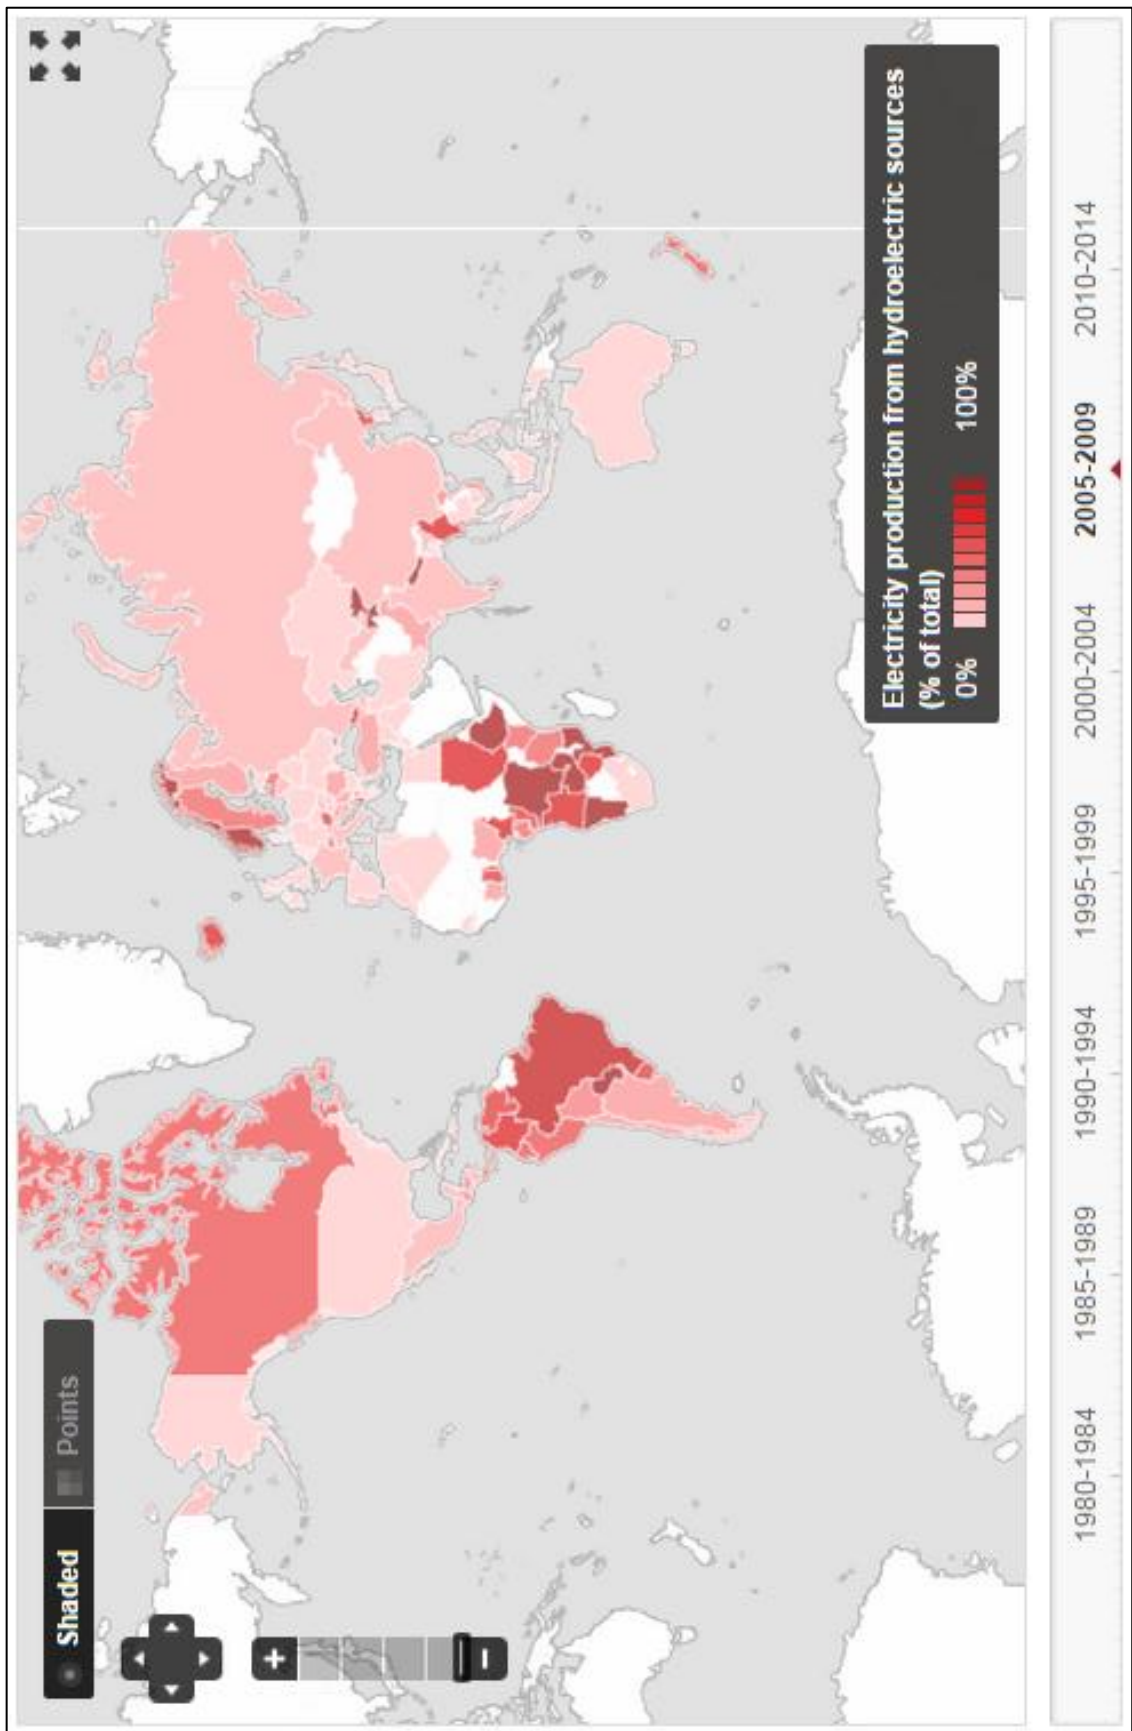 Shaded
Points
+
−
Electricity production from hydroelectric sources
(% of total)
0%
100%
1980-1984
1985-1989
1990-1994
1995-1999
2000-2004
2005-2009
2010-2014